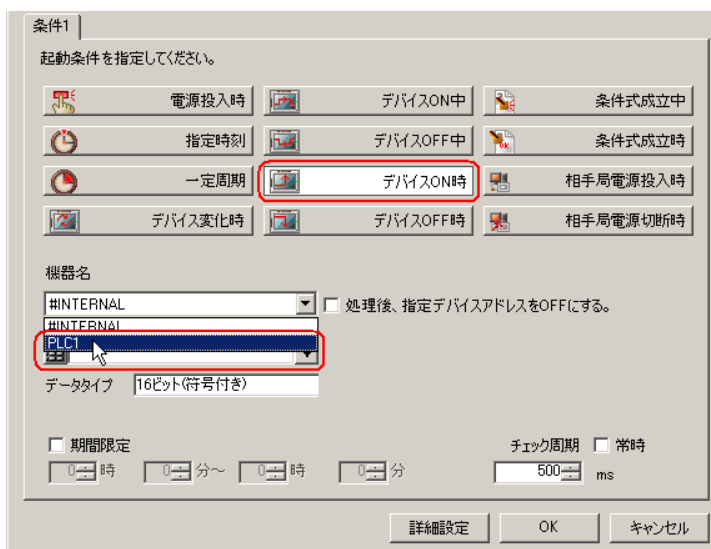 条件1
起動条件を指定してください。
電源投入時 デバイスON中 条件式成立中
指定時刻 デバイスOFF中 条件式成立時
一定周期 デバイスON時 相手局電源投入時
デバイス変化時 デバイスOFF時 相手局電源切断時
機器名
#INTERNAL 処理後、指定デバイスアドレスをOFFにする。
#INTERNAL
PLC1
データタイプ 16ビット(符号付き)
期間限定 チェック周期 常時
0 時 0 分～ 0 時 0 分 500 ms
詳細設定 OK キャンセル